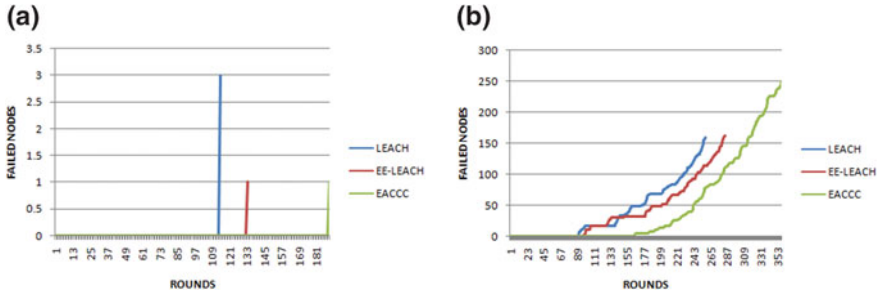 (a)
FAILED NODES
3.5
3
2.5
2
1.5
1
0.5
0
1 13 25 37 49 61 73 85 97 109 121 133 145 157 169 181
ROUNDS
LEACH
EE-LEACH
EACCC
(b)
FAILED NODES
300
250
200
150
100
50
0
1 23 45 67 89 111 133 155 177 199 221 243 265 287 309 331 353
ROUNDS
LEACH
EE-LEACH
EACCC